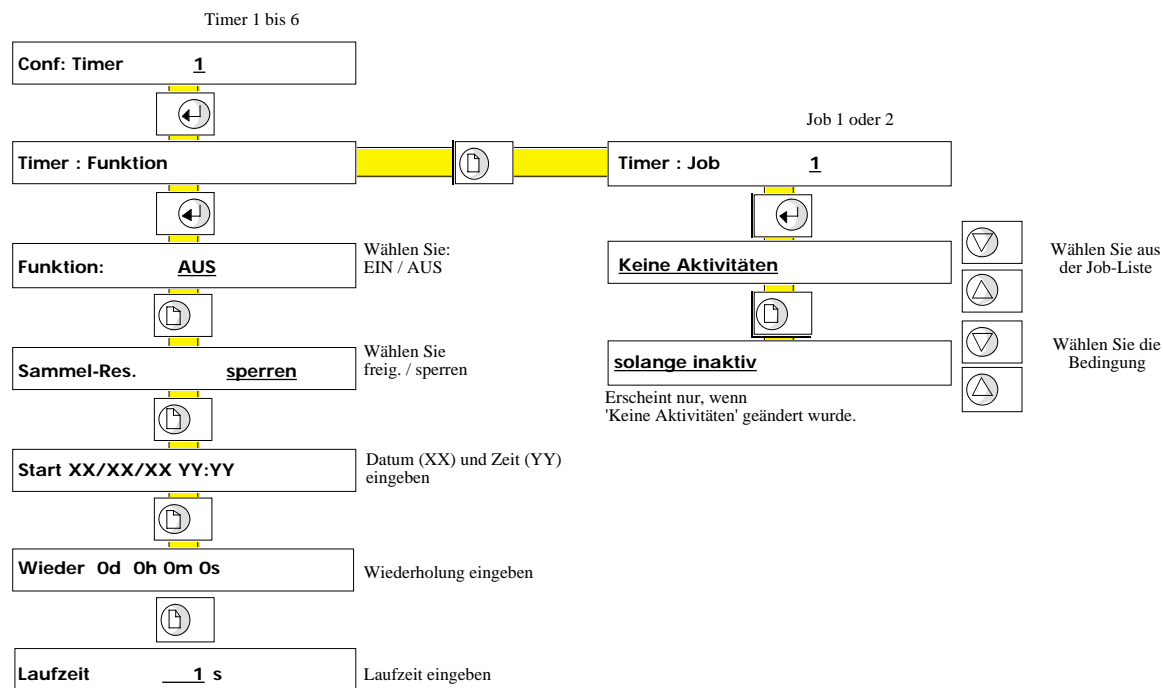 Timer 1 bis 6
Conf: Timer 1
Job 1 oder 2
Timer : Funktion
Timer : Job 1
Funktion: AUS
Wählen Sie:
EIN / AUS
Keine Aktivitäten
Wählen Sie aus
der Job-Liste
Sammel-Res. sperren
Wählen Sie
freig. / sperren
solange inaktiv
Wählen Sie die
Bedingung
Erscheint nur, wenn
'Keine Aktivitäten' geändert wurde.
Start XX/XX/XX YY:YY
Datum (XX) und Zeit (YY)
eingeben
Wieder 0d 0h 0m 0s
Wiederholung eingeben
Laufzeit 1 s
Laufzeit eingeben